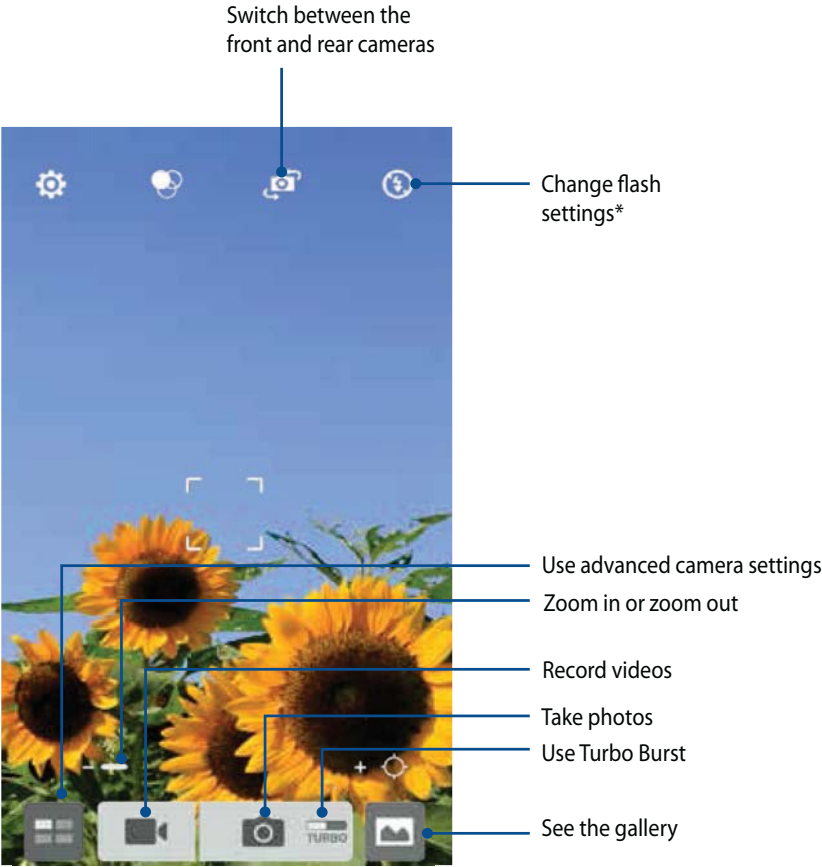 Switch between the
front and rear cameras
Change flash
settings*
Use advanced camera settings
Zoom in or zoom out
Record videos
Take photos
Use Turbo Burst
TURBO
See the gallery